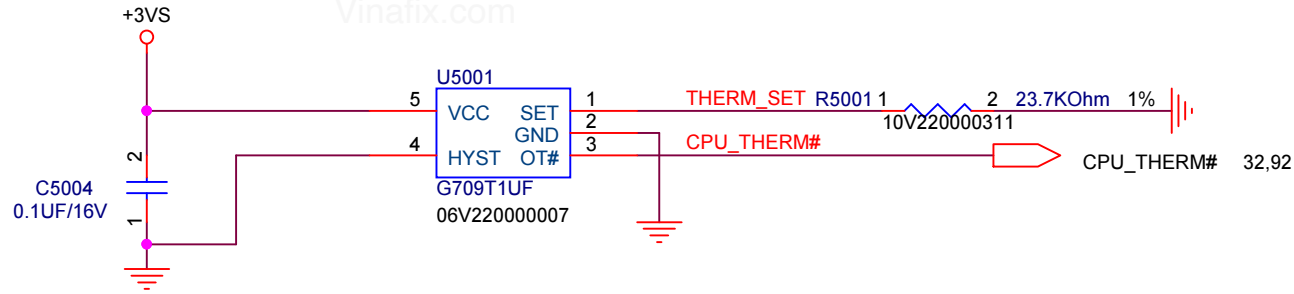 Vinafix.com
+3VS
U5001
5 VCC SET 1 THERM_SET R5001 1 2 23.7KOhm 1%
GND 2 10V220000311
4 HYST OT# 3 CPU_THERM#
CPU_THERM# 32,92
G709T1UF
06V220000007
2
C5004
0.1UF/16V
1